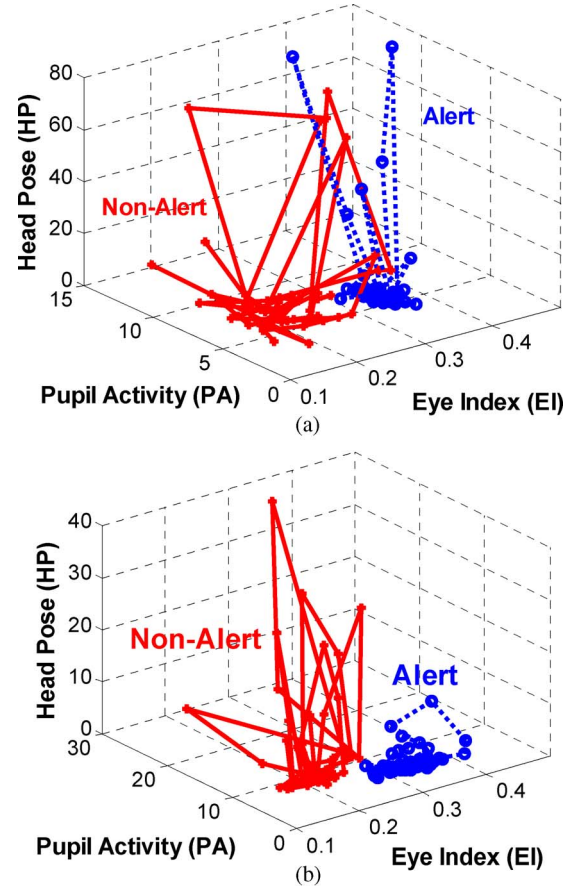 80
60
40
20
0
Head Pose (HP)
Alert
Non-Alert
15
10
5
0
Pupil Activity (PA)
0.1
0.2
0.3
0.4
Eye Index (EI)
(a)
40
30
20
10
0
Head Pose (HP)
Non-Alert
Alert
30
20
10
0
Pupil Activity (PA)
0.1
0.2
0.3
0.4
Eye Index (EI)
(b)